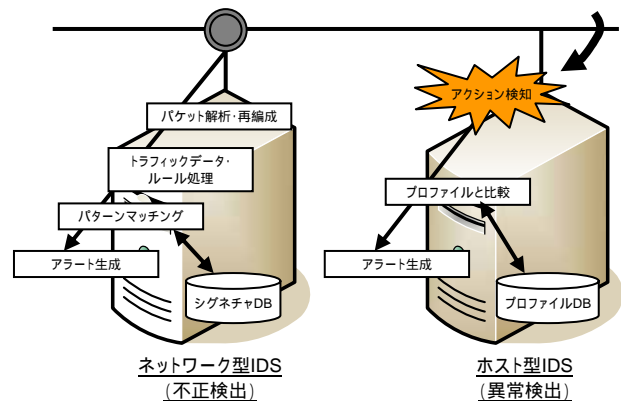 パケット解析・再編成
トラフィックデータ・
ルール処理
パターンマッチング
アラート生成
シグネチャDB
ネットワーク型IDS
(不正検出)
アクション検知
プロファイルと比較
アラート生成
プロファイルDB
ホスト型IDS
(異常検出)